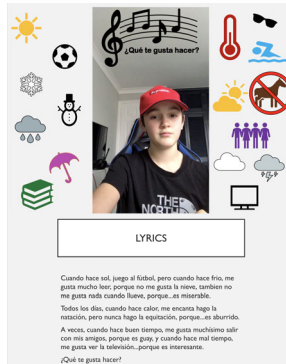 ¿Qué te gusta hacer?
THE
NORTH
LYRICS
Cuando hace sol, juego al fútbol, pero cuando hace frio, me
gusta mucho leer, porque no me gusta la nieve, tambien no
me gusta nada cuando llueve, porque...es miserable.
Todos los días, cuando hace calor, me encanta hago la
natación, pero nunca hago la equitación, porque...es aburrido.
A veces, cuando hace buen tiempo, me gusta muchísimo salir
con mis amigos, porque es guay, y cuando hace mal tiempo,
me gusta ver la televisión...porque es interesante.
¿Qué te gusta hacer?